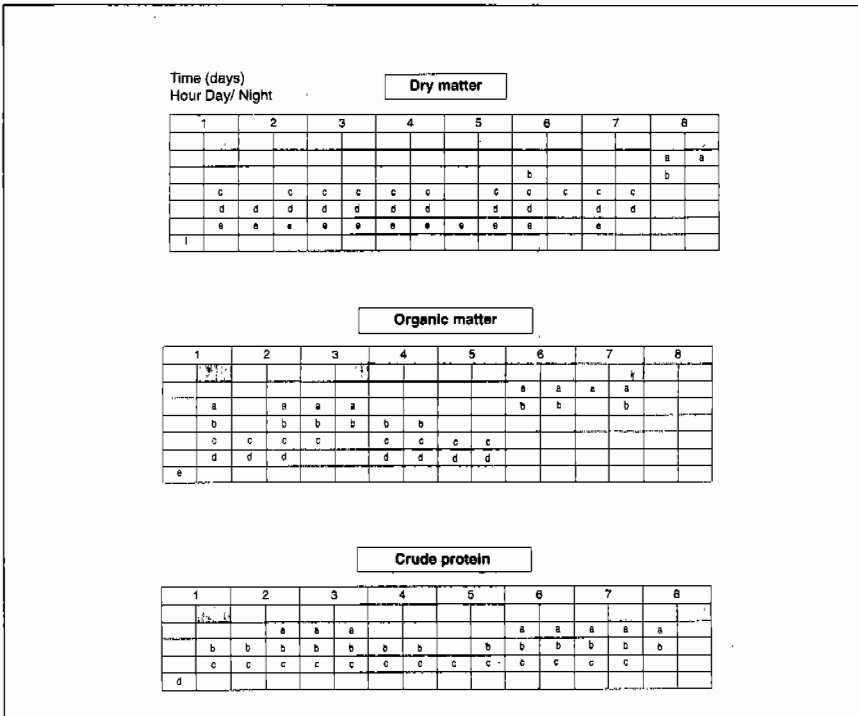 Time (days)
Hour Day/ Night
Dry matter
1 2 3 4 5 6 7 8
a a
b b
c c c c c c c c c c c
d d d d d d d d d d d
e e e e e e e e e e e
Organic matter
1 2 3 4 5 6 7 8
a a a a
a a a a b b b
b b b b b b
c c c c c c c c
d d d d d d d
e
Crude protein
1 2 3 4 5 6 7 8
a a a a a a a a
b b b b b b b b b b b b b
c c c c c c c c c c c c c
d